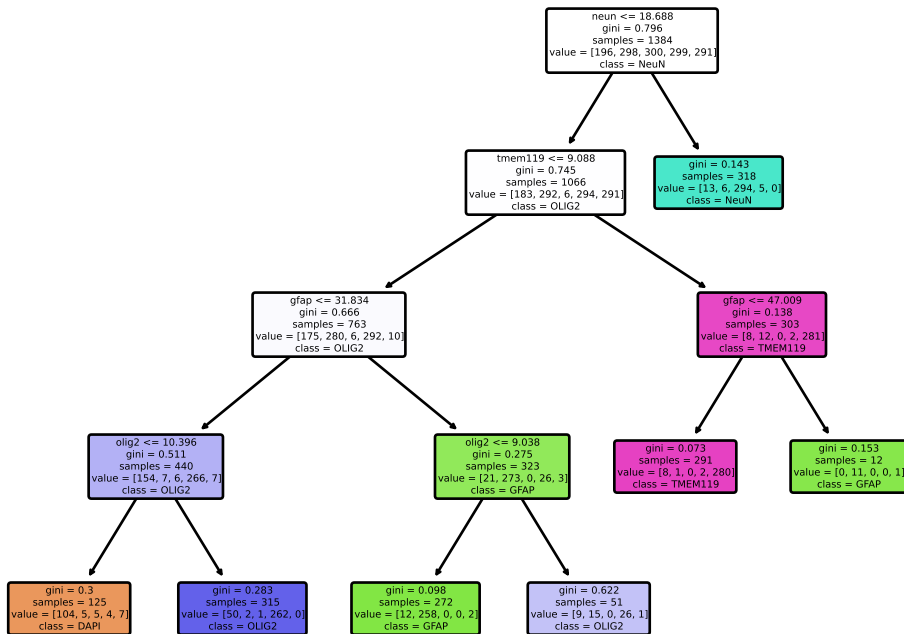 neun <= 18.688
gini = 0.796
samples = 1384
value = [196, 298, 300, 299, 291]
class = NeuN
tmem119 <= 9.088
gini = 0.745
samples = 1066
value = [183, 292, 6, 294, 291]
class = OLIG2
gini = 0.143
samples = 318
value = [13, 6, 294, 5, 0]
class = NeuN
gfap <= 31.834
gini = 0.666
samples = 763
value = [175, 280, 6, 292, 10]
class = OLIG2
gfap <= 47.009
gini = 0.138
samples = 303
value = [8, 12, 0, 2, 281]
class = TMEM119
olig2 <= 10.396
gini = 0.511
samples = 440
value = [154, 7, 6, 266, 7]
class = OLIG2
olig2 <= 9.038
gini = 0.275
samples = 323
value = [21, 273, 0, 26, 3]
class = GFAP
gini = 0.073
samples = 291
value = [8, 1, 0, 2, 280]
class = TMEM119
gini = 0.153
samples = 12
value = [0, 11, 0, 0, 1]
class = GFAP
gini = 0.3
samples = 125
value = [104, 5, 5, 4, 7]
class = DAPI
gini = 0.283
samples = 315
value = [50, 2, 1, 262, 0]
class = OLIG2
gini = 0.098
samples = 272
value = [12, 258, 0, 0, 2]
class = GFAP
gini = 0.622
samples = 51
value = [9, 15, 0, 26, 1]
class = OLIG2